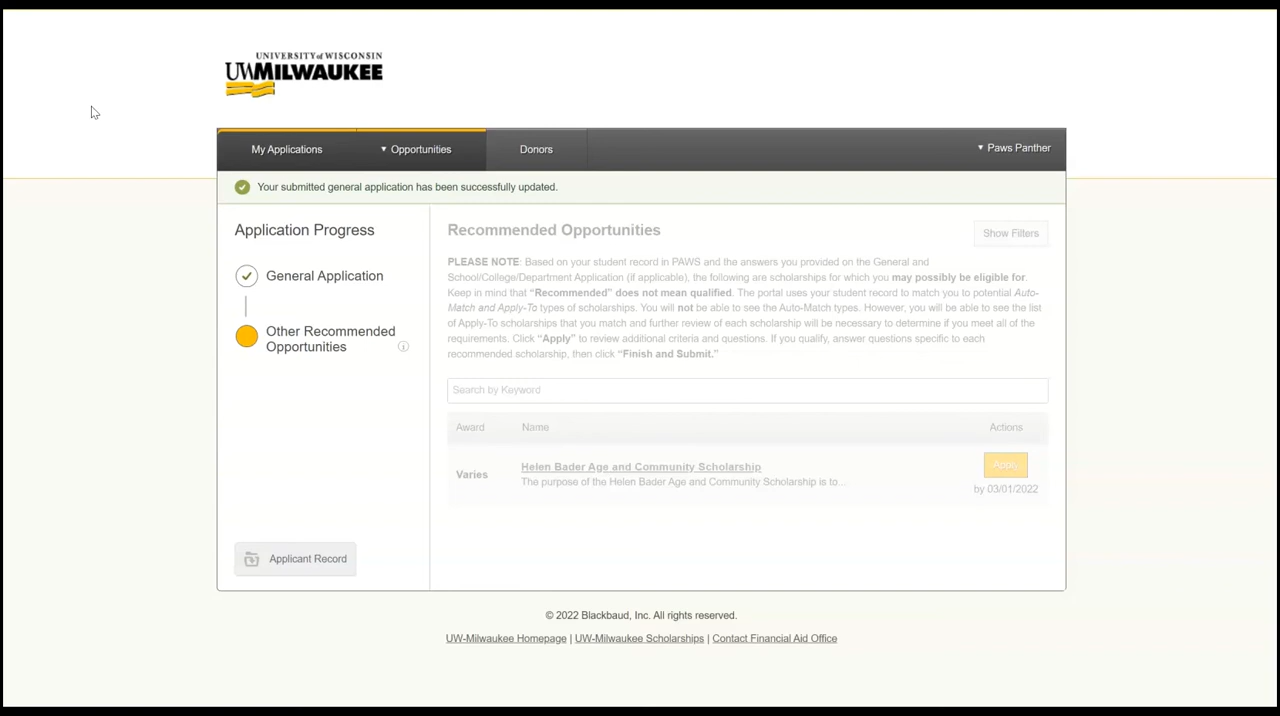 UNIVERSITY of WISCONSIN
UWMILWAUKEE
My Applications
Opportunities
Donors
Paws Panther
Your submitted general application has been successfully updated.
Application Progress
General Application
Other Recommended
Opportunities
Applicant Record
Recommended Opportunities
Show Filters
PLEASE NOTE: Based on your student record in PAWS and the answers you provided on the General and
School/College/Department Application (if applicable), the following are scholarships for which you may possibly be eligible for.
Keep in mind that “Recommended” does not mean qualified. The portal uses your student record to match you to potential Auto-
Match and Apply-To types of scholarships. You will not be able to see the Auto-Match types. However, you will be able to see the list
of Apply-To scholarships that you match and further review of each scholarship will be necessary to determine if you meet all of the
requirements. Click “Apply” to review additional criteria and questions. If you qualify, answer questions specific to each
recommended scholarship, then click “Finish and Submit.”
Search by Keyword
Award Name Actions
Varies
Helen Bader Age and Community Scholarship
The purpose of the Helen Bader Age and Community Scholarship is to...
Apply
by 03/01/2022
© 2022 Blackbaud, Inc. All rights reserved.
UW-Milwaukee Homepage | UW-Milwaukee Scholarships | Contact Financial Aid Office